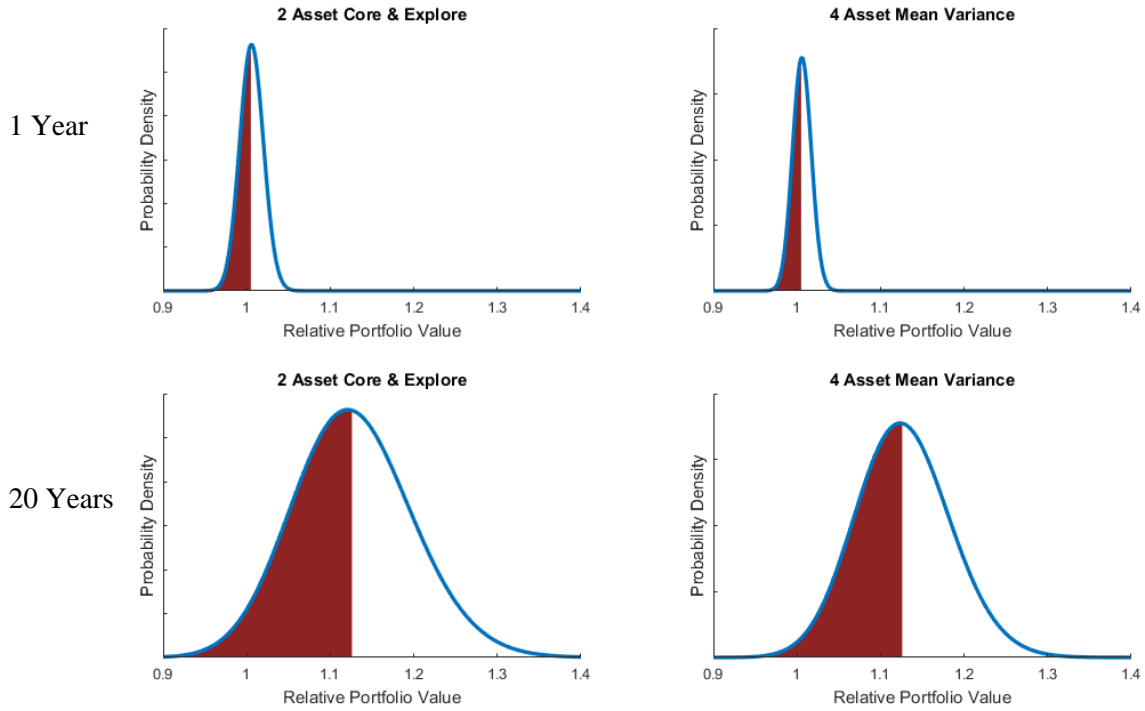 2 Asset Core & Explore
4 Asset Mean Variance
1 Year
Probability Density
Probability Density
0.9 1 1.1 1.2 1.3 1.4
0.9 1 1.1 1.2 1.3 1.4
Relative Portfolio Value
Relative Portfolio Value
2 Asset Core & Explore
4 Asset Mean Variance
20 Years
Probability Density
Probability Density
0.9 1 1.1 1.2 1.3 1.4
0.9 1 1.1 1.2 1.3 1.4
Relative Portfolio Value
Relative Portfolio Value